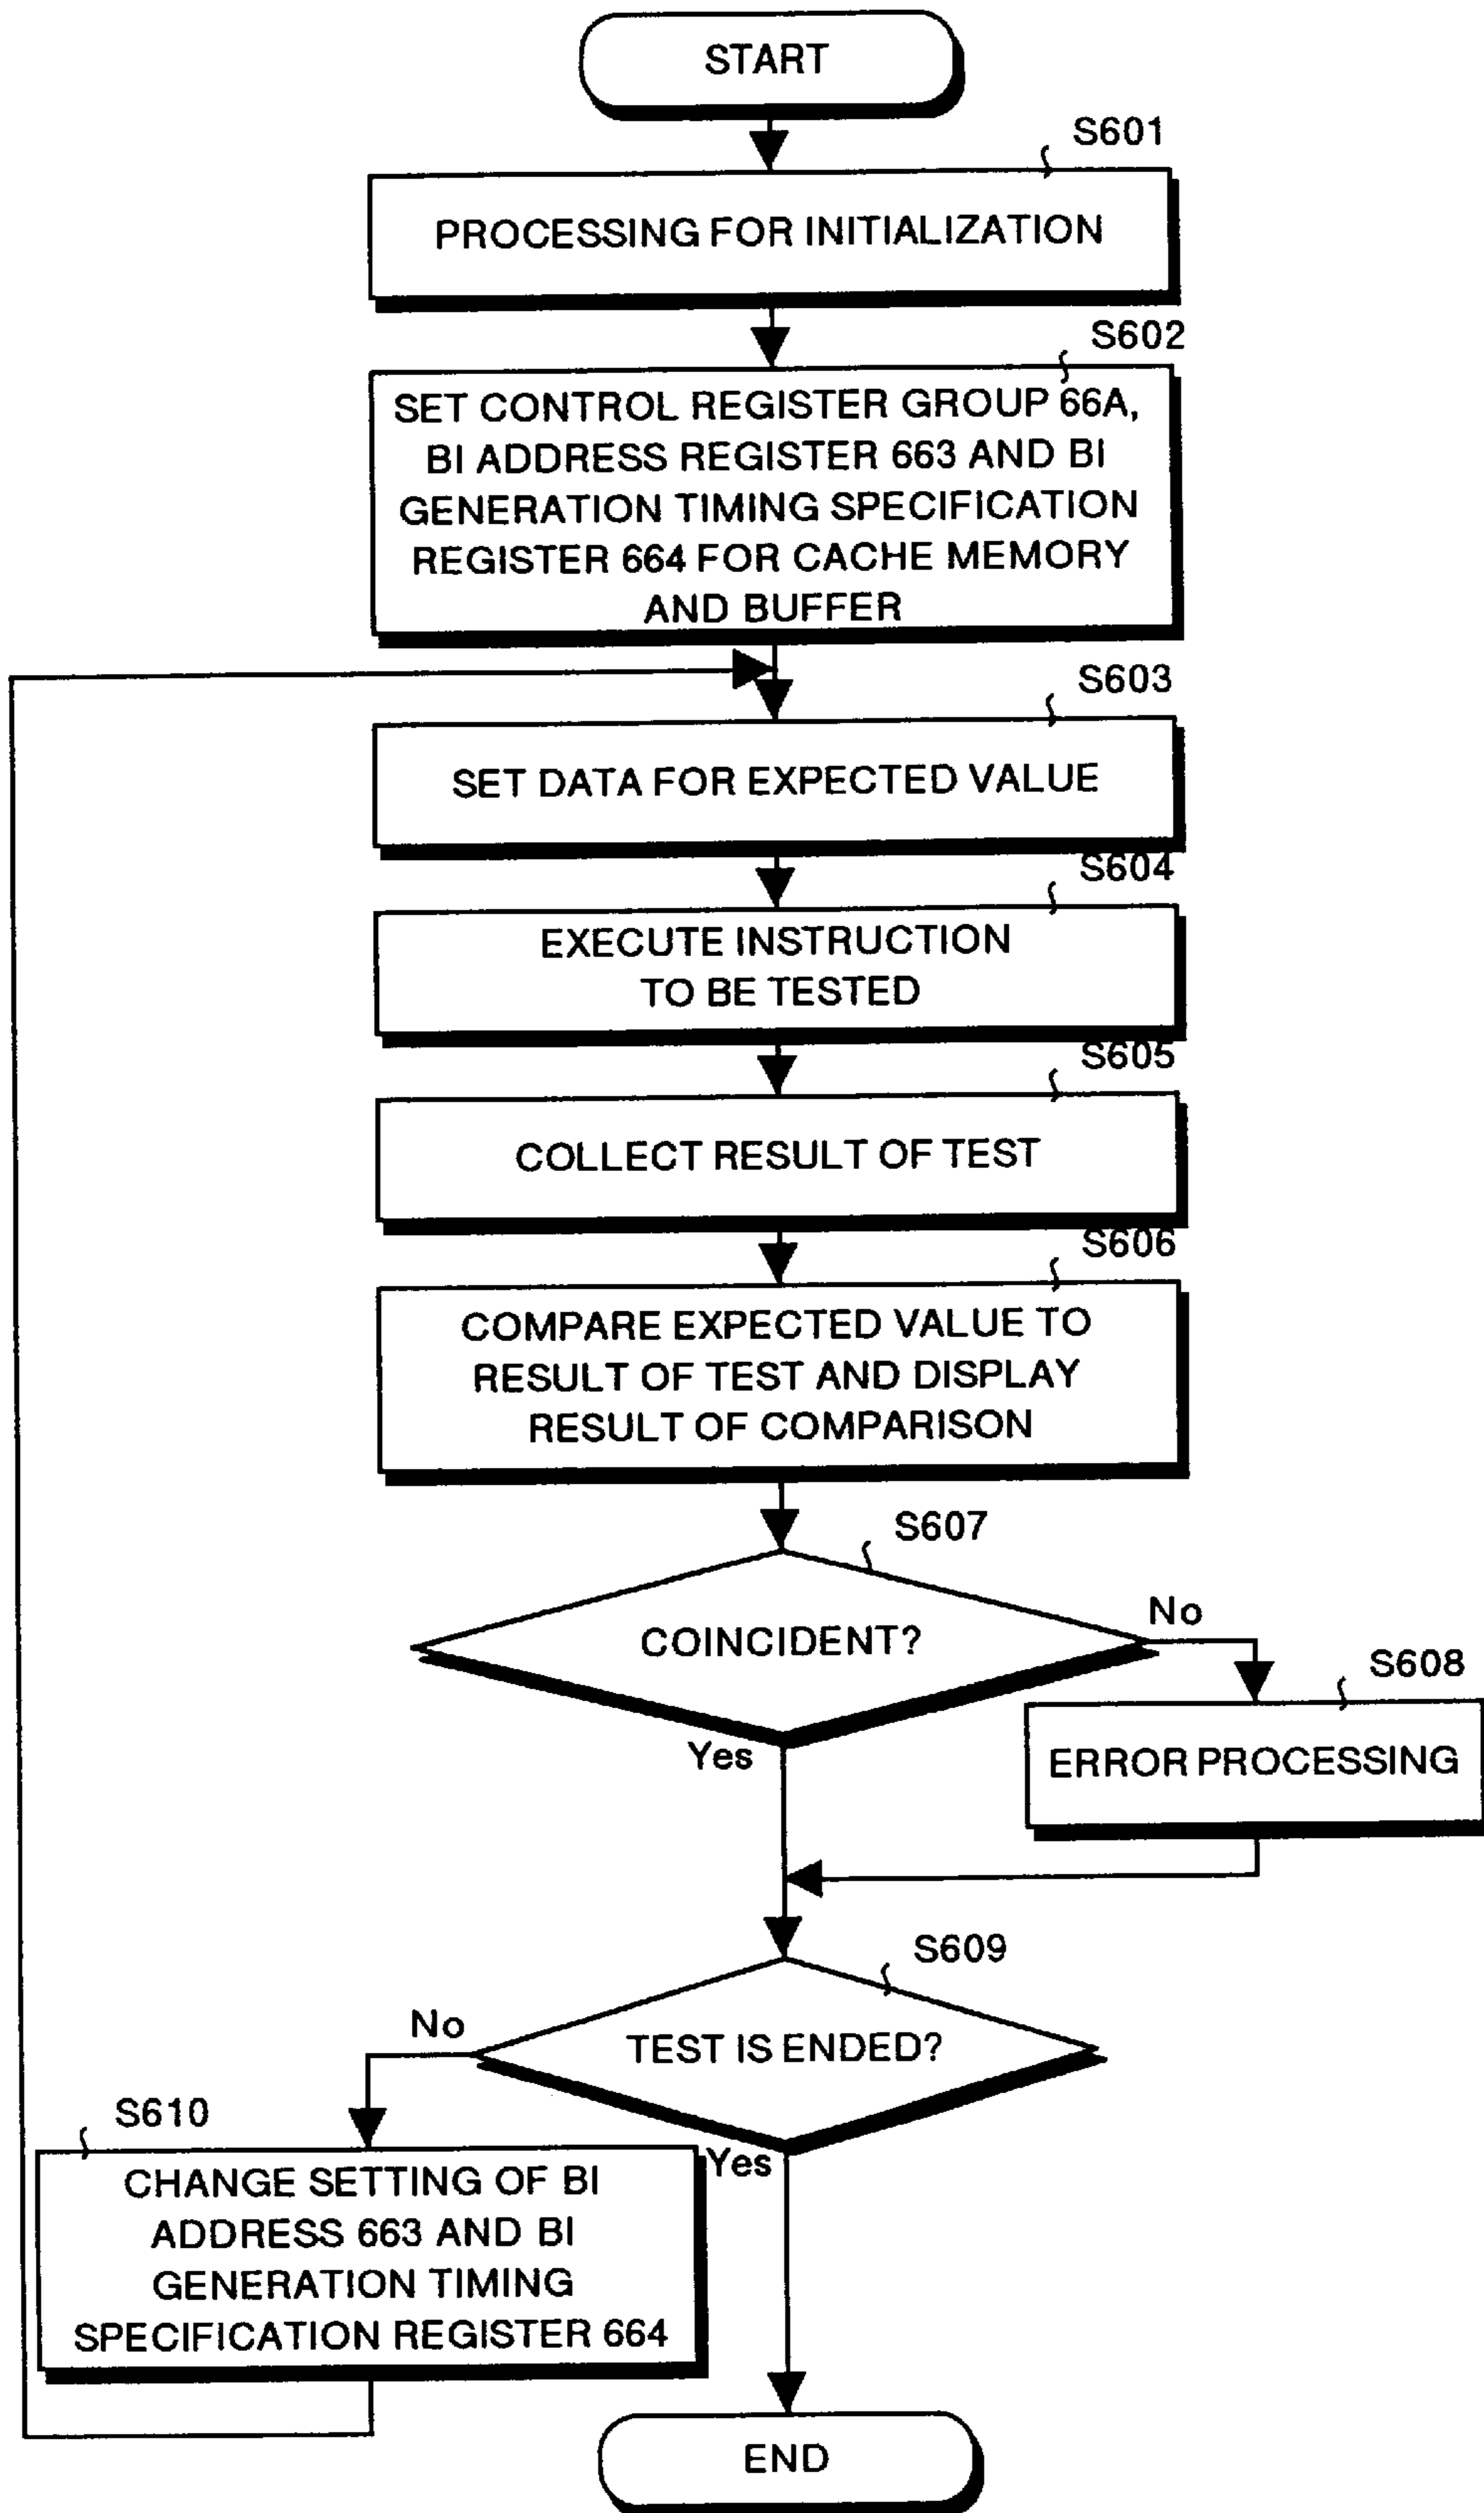 START
S601
PROCESSING FOR INITIALIZATION
S602
SET CONTROL REGISTER GROUP 66A,
BI ADDRESS REGISTER 663 AND BI
GENERATION TIMING SPECIFICATION
REGISTER 664 FOR CACHE MEMORY
AND BUFFER
S603
SET DATA FOR EXPECTED VALUE
S604
EXECUTE INSTRUCTION
TO BE TESTED
S605
COLLECT RESULT OF TEST
S606
COMPARE EXPECTED VALUE TO
RESULT OF TEST AND DISPLAY
RESULT OF COMPARISON
S607
COINCIDENT?
No
S608
ERROR PROCESSING
Yes
S609
TEST IS ENDED?
No
S610
CHANGE SETTING OF BI
ADDRESS 663 AND BI
GENERATION TIMING
SPECIFICATION REGISTER 664
Yes
END